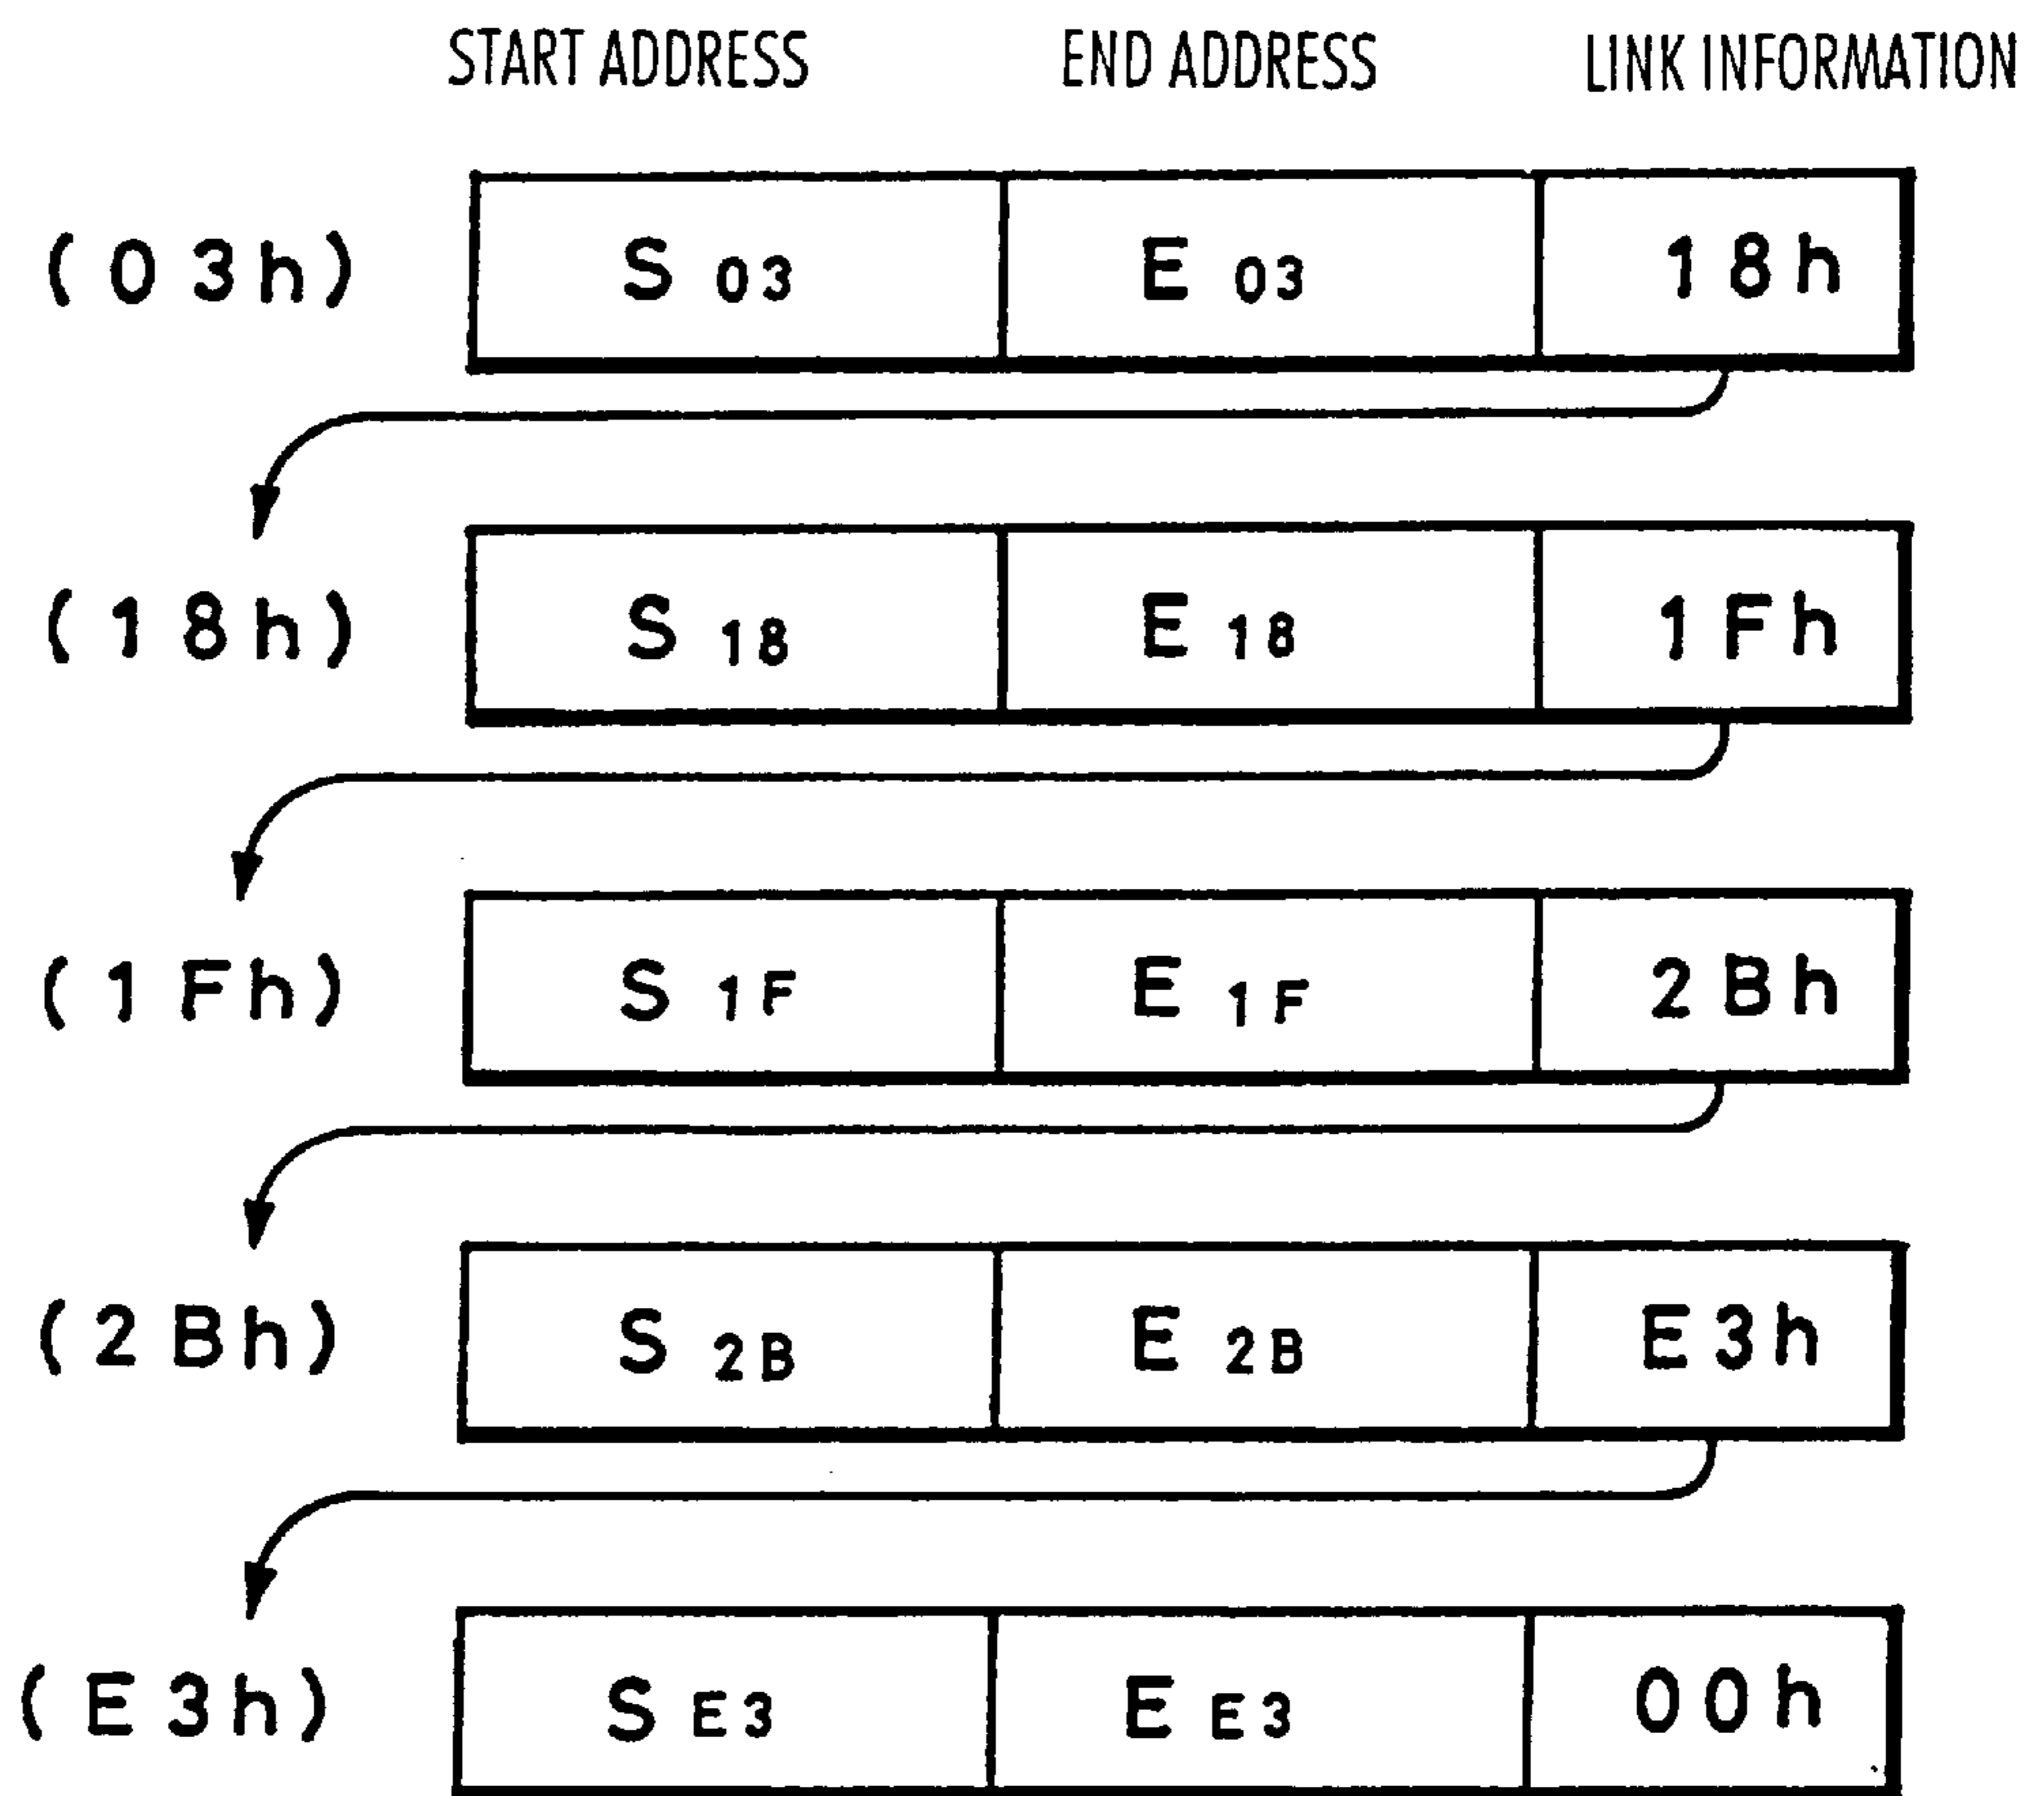 START ADDRESS END ADDRESS LINK INFORMATION
(03h) S 03 E 03 18h
(18h) S 18 E 18 1Fh
(1Fh) S 1F E 1F 2Bh
(2Bh) S 2B E 2B E3h
(E3h) S E3 E E3 00h